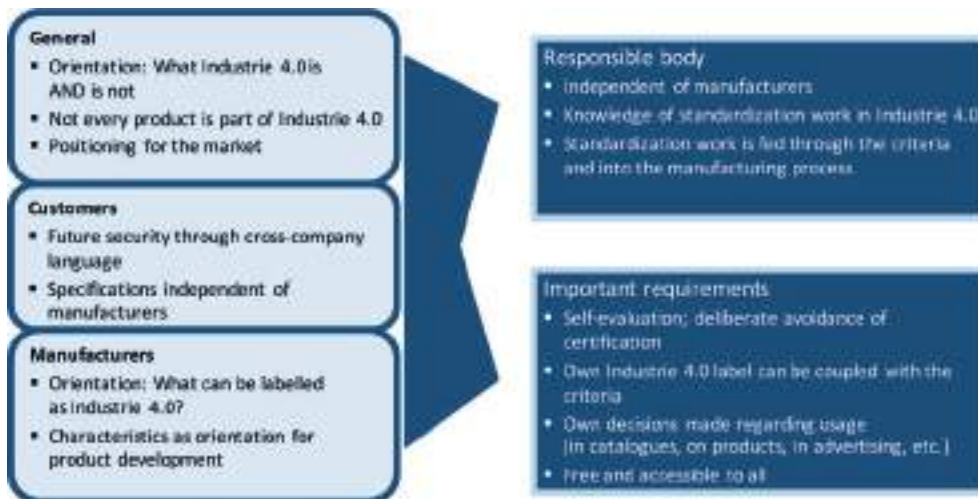 General
▪ Orientation: What Industrie 4.0 is
AND is not
▪ Not every product is part of Industrie 4.0
▪ Positioning for the market
Customers
▪ Future security through cross-company
language
▪ Specifications independent of
manufacturers
Manufacturers
▪ Orientation: What can be labelled
as Industrie 4.0?
▪ Characteristics as orientation for
product development
Responsible body
▪ Independent of manufacturers
▪ Knowledge of standardization work in Industrie 4.0
▪ Standardization work is fed through the criteria
and into the manufacturing process
Important requirements
▪ Self-evaluation; deliberate avoidance of
certification
▪ Own Industrie 4.0 label can be coupled with the
criteria
▪ Own decisions made regarding usage
(in catalogues, on products, in advertising, etc.)
▪ Free and accessible to all